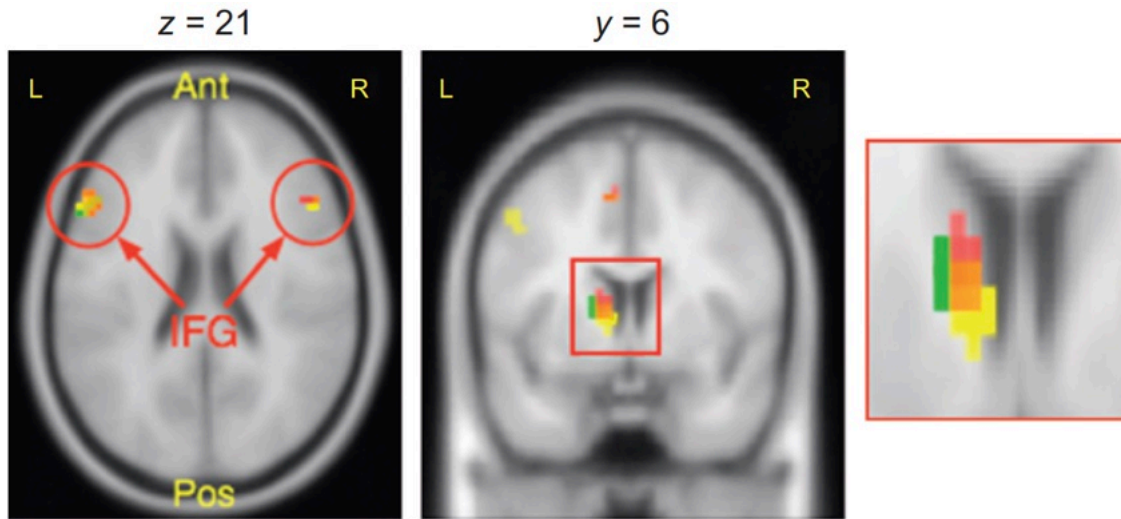 z = 21
y = 6
L
Ant
R
L
R
IFG
Pos